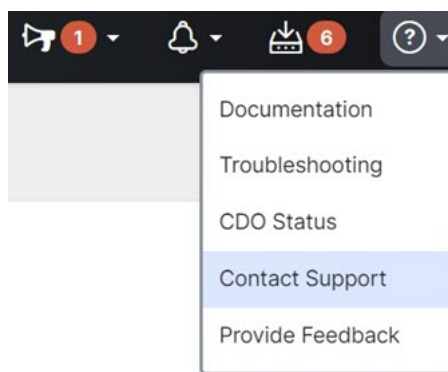 1
6
?
Documentation
Troubleshooting
CDO Status
Contact Support
Provide Feedback